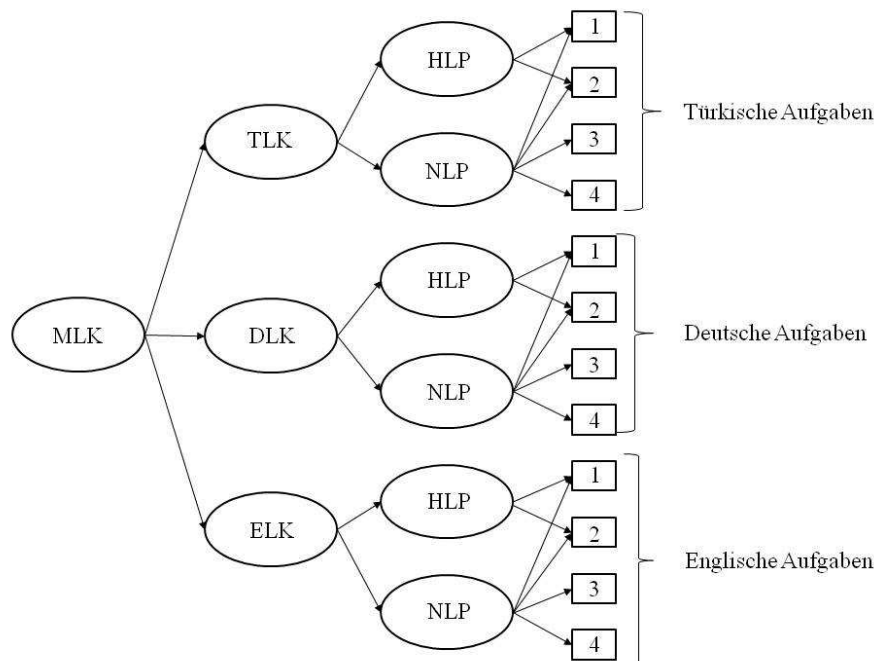 1
HLP
2
Türkische Aufgaben
TLK
3
NLP
4
1
HLP
2
MLK
DLK
Deutsche Aufgaben
3
NLP
4
1
HLP
2
ELK
Englische Aufgaben
3
NLP
4